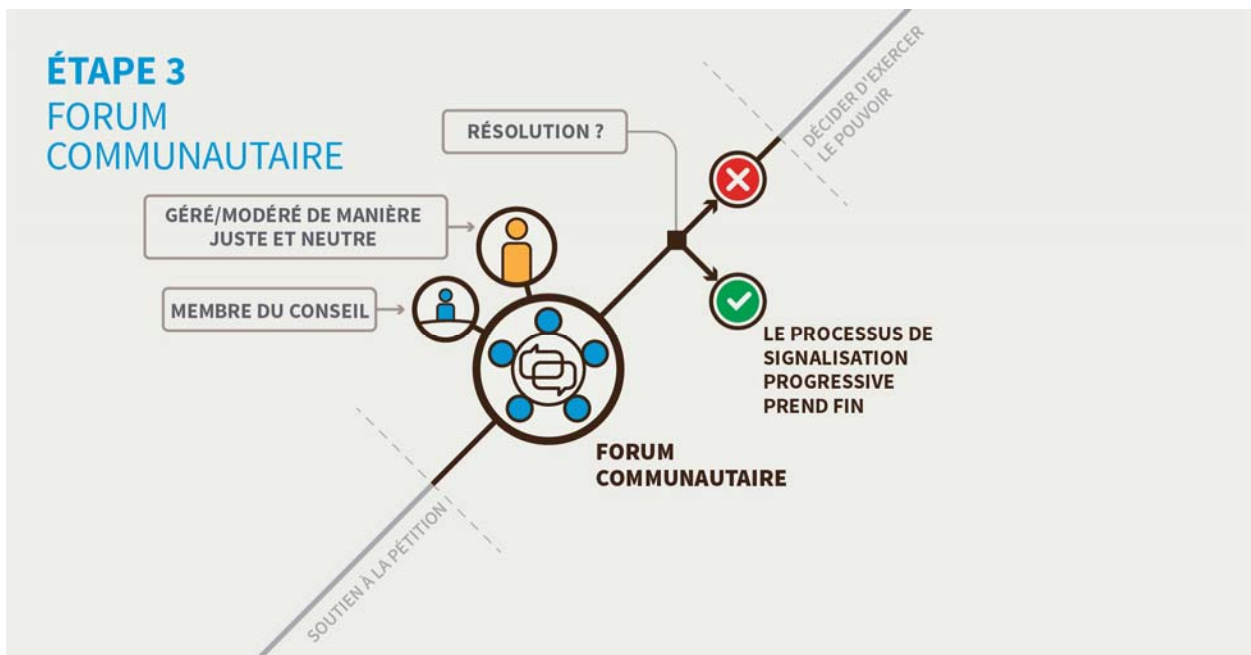 ÉTAPE 3
FORUM
COMMUNAUTAIRE
RÉSOLUTION ?
DÉCIDER D'EXERCER
LE POUVOIR
GÉRÉ/MODÉRÉ DE MANIÈRE
JUSTE ET NEUTRE
MEMBRE DU CONSEIL
LE PROCESSUS DE
SIGNALISATION
PROGRESSIVE
PREND FIN
FORUM
COMMUNAUTAIRE
SOUTIEN À LA PÉTITION